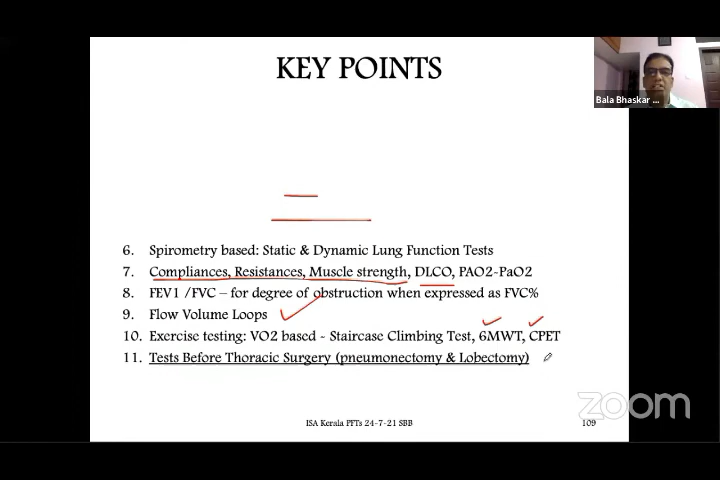 KEY POINTS
Bala Bhaskar ...
6. Spirometry based: Static & Dynamic Lung Function Tests
7. Compliances, Resistances, Muscle strength, DLCO, PAO2-PaO2
8. FEV1 /FVC – for degree of obstruction when expressed as FVC%
9. Flow Volume Loops
10. Exercise testing: VO2 based - Staircase Climbing Test, 6MWT, CPET
11. Tests Before Thoracic Surgery (pneumonectomy & Lobectomy)
zoom
ISA Kerala PFTs 24-7-21 SBB
109